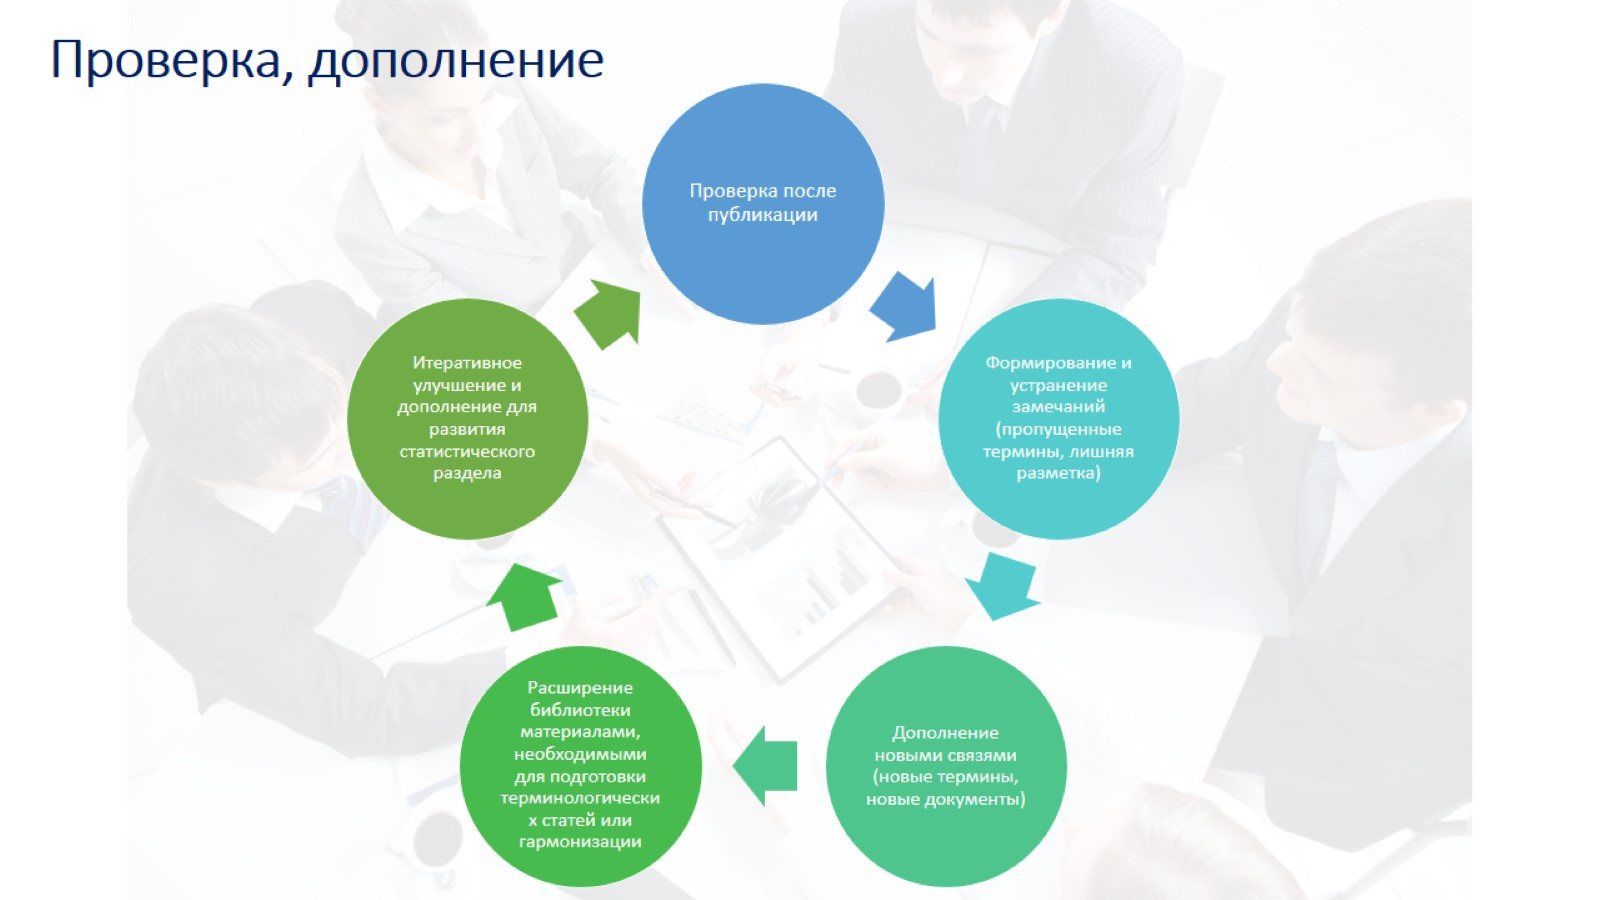 Проверка, дополнение
Проверка после
публикации
Формирование и
устранение
замечаний
(пропущенные
термины, лишняя
разметка)
Дополнение
новыми связями
(новые термины,
новые документы)
Расширение
библиотеки
материалами,
необходимыми
для подготовки
терминологически
х статей или
гармонизации
Итеративное
улучшение и
дополнение для
развития
статистического
раздела